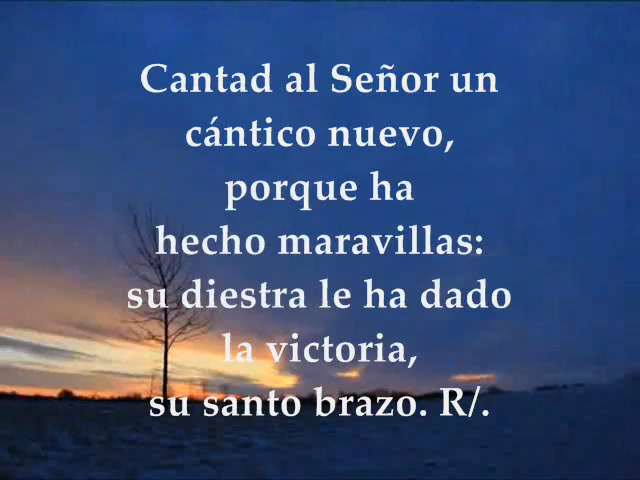 Cantad al Señor un
cántico nuevo,
porque ha
hecho maravillas:
su diestra le ha dado
la victoria,
su santo brazo. R/.